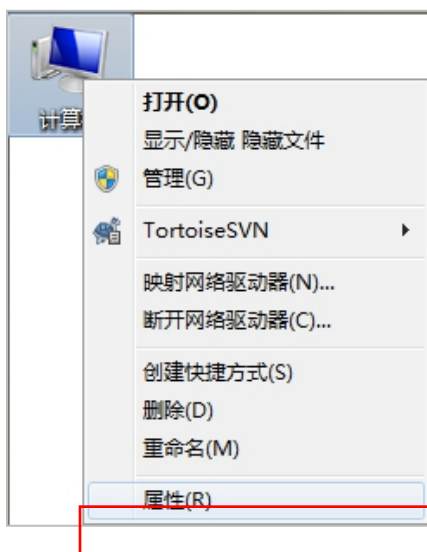 计算
打开(O)
显示/隐藏 隐藏文件
管理(G)
TortoiseSVN
映射网络驱动器(N)...
断开网络驱动器(C)...
创建快捷方式(S)
删除(D)
重命名(M)
属性(R)